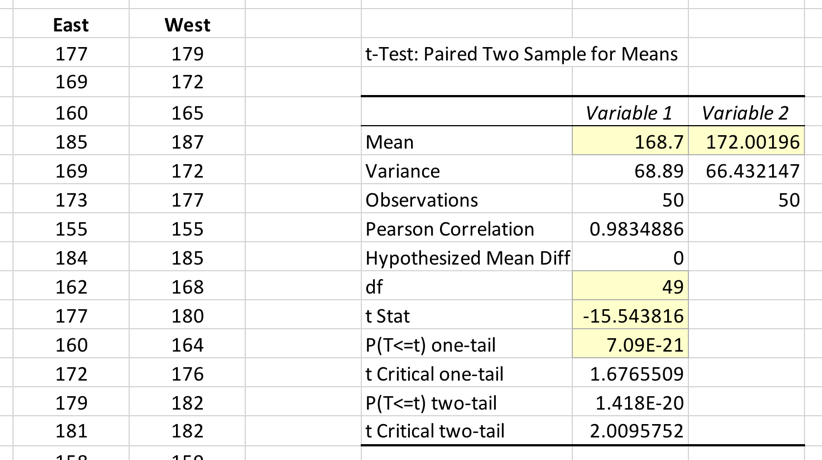 East West
177 179 t-Test: Paired Two Sample for Means
169 172
160 165 Variable 1 Variable 2
185 187 Mean 168.7 172.00196
169 172 Variance 68.89 66.432147
173 177 Observations 50 50
155 155 Pearson Correlation 0.9834886
184 185 Hypothesized Mean Diff 0
162 168 df 49
177 180 t Stat -15.543816
160 164 P(T<=t) one-tail 7.09E-21
172 176 t Critical one-tail 1.6765509
179 182 P(T<=t) two-tail 1.418E-20
181 182 t Critical two-tail 2.0095752